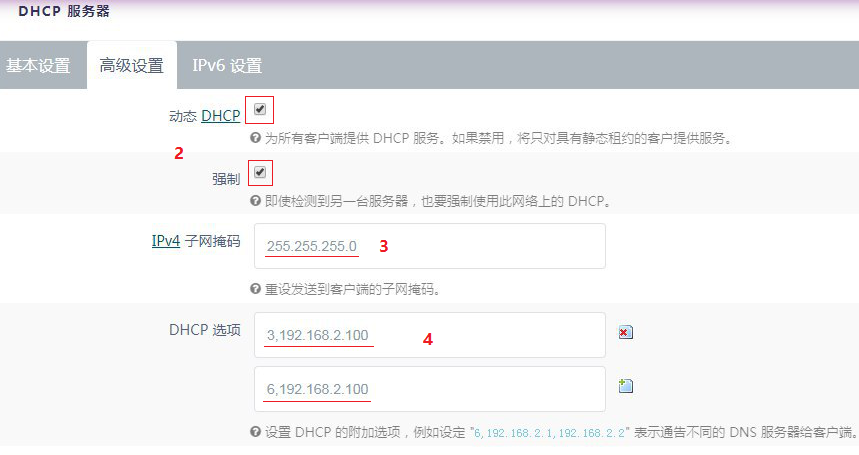 DHCP 服务器
基本设置 高级设置 IPv6 设置
动态 DHCP
为所有客户端提供 DHCP 服务。如果禁用，将只对具有静态租约的客户提供服务。
2
强制
即使检测到另一台服务器，也要强制使用此网络上的 DHCP。
IPv4 子网掩码 255.255.255.0 3
重设发送到客户端的子网掩码。
DHCP 选项 3,192.168.2.100 4
6,192.168.2.100
设置 DHCP 的附加选项，例如设定 "6,192.168.2.1,192.168.2.2" 表示通告不同的 DNS 服务器给客户端。